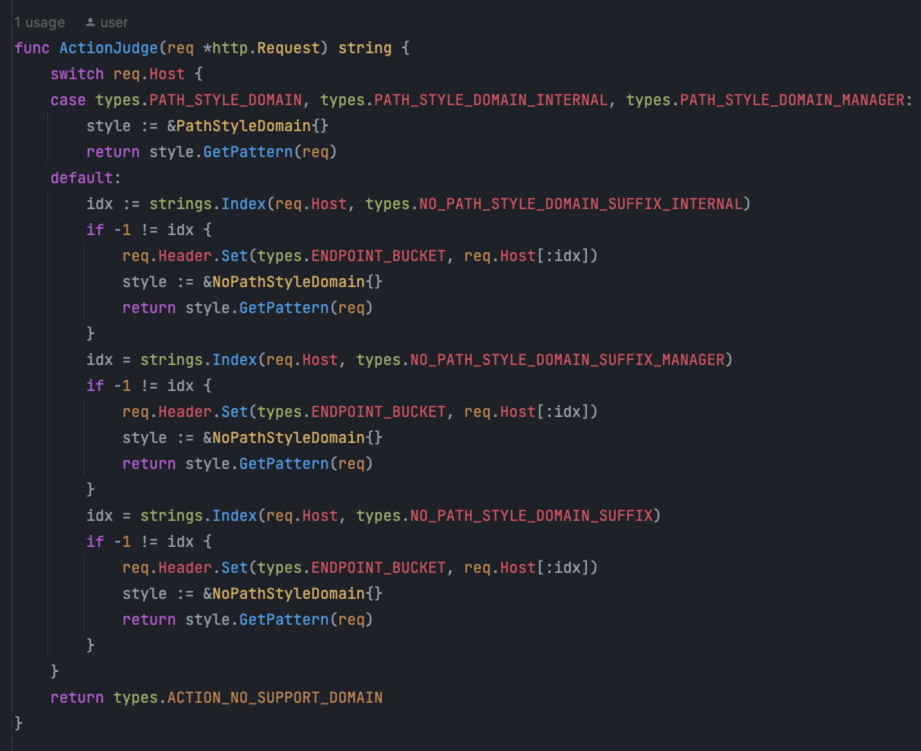 1 usage user
func ActionJudge(req *http.Request) string {
    switch req.Host {
    case types.PATH_STYLE_DOMAIN, types.PATH_STYLE_DOMAIN_INTERNAL, types.PATH_STYLE_DOMAIN_MANAGER:
        style := &PathStyleDomain{}
        return style.GetPattern(req)
    default:
        idx := strings.Index(req.Host, types.NO_PATH_STYLE_DOMAIN_SUFFIX_INTERNAL)
        if -1 != idx {
            req.Header.Set(types.ENDPOINT_BUCKET, req.Host[:idx])
            style := &NoPathStyleDomain{}
            return style.GetPattern(req)
        }
        idx = strings.Index(req.Host, types.NO_PATH_STYLE_DOMAIN_SUFFIX_MANAGER)
        if -1 != idx {
            req.Header.Set(types.ENDPOINT_BUCKET, req.Host[:idx])
            style := &NoPathStyleDomain{}
            return style.GetPattern(req)
        }
        idx = strings.Index(req.Host, types.NO_PATH_STYLE_DOMAIN_SUFFIX)
        if -1 != idx {
            req.Header.Set(types.ENDPOINT_BUCKET, req.Host[:idx])
            style := &NoPathStyleDomain{}
            return style.GetPattern(req)
        }
    }
    return types.ACTION_NO_SUPPORT_DOMAIN
}